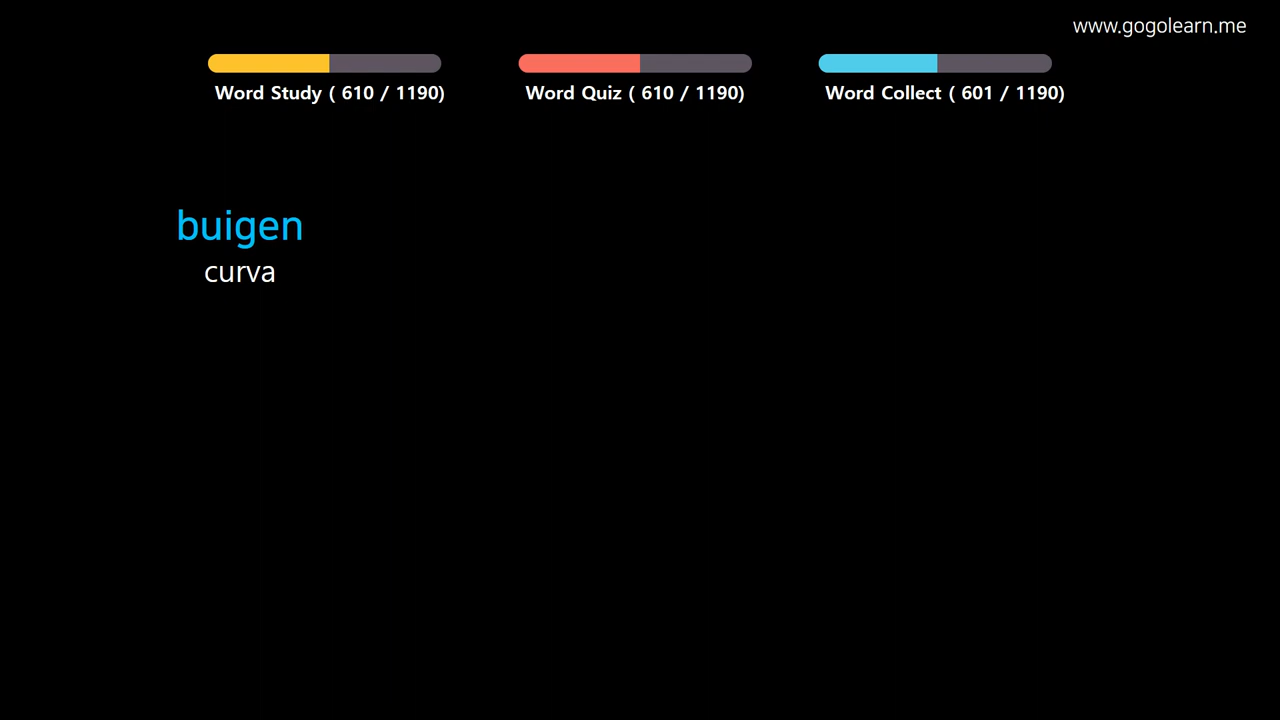 www.gogolearn.me
Word Study ( 610 / 1190)
Word Quiz ( 610 / 1190)
Word Collect ( 601 / 1190)
buigen
curva